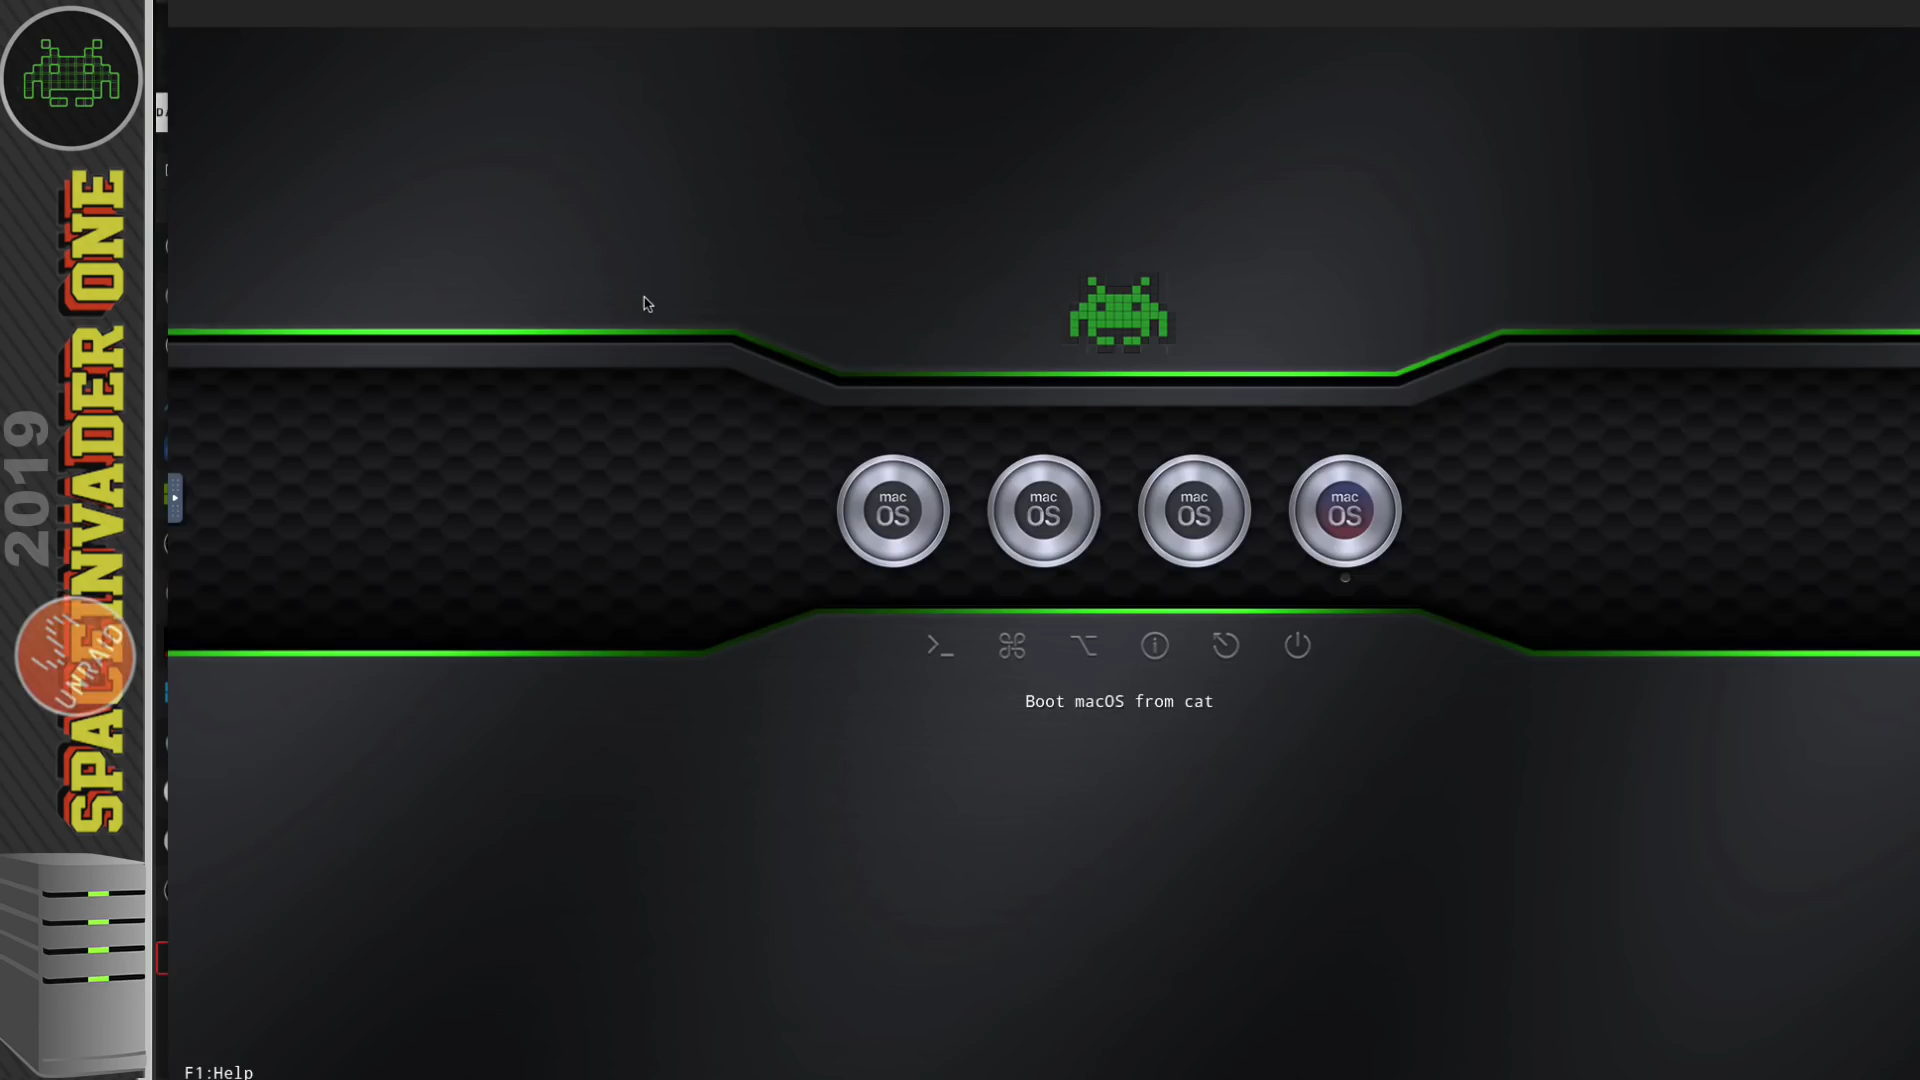 SPACEINVADER ONE
2019
UNRAID
mac
OS
mac
OS
mac
OS
mac
OS
Boot macOS from cat
F1:Help